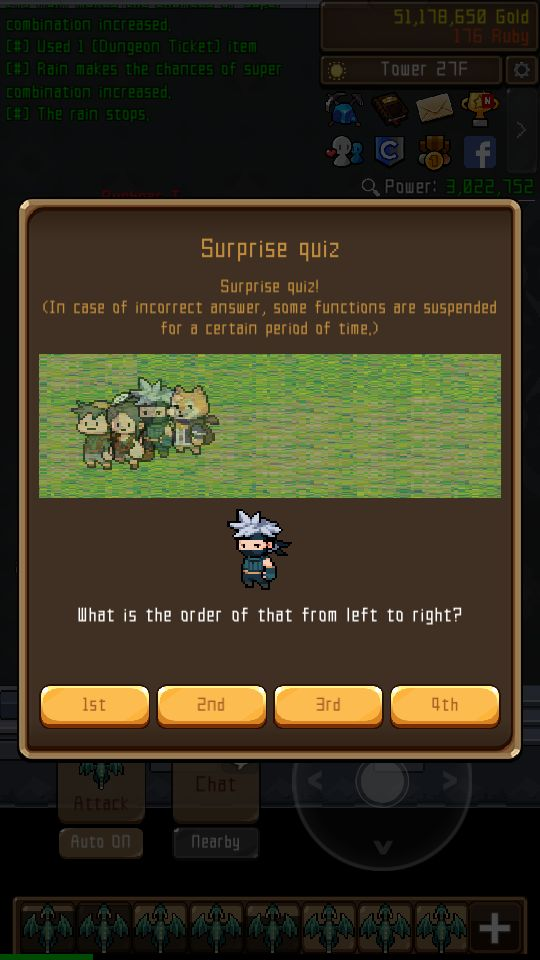 combination increased.
[#] Used 1 [Dungeon Ticket] item
[#] Rain makes the chances of super
combination increased.
[#] The rain stops.
51,178,650 Gold
176 Ruby
Tower 27F
Power: 3,022,752
Surprise quiz
Surprise quiz!
(In case of incorrect answer, some functions are suspended
for a certain period of time.)
What is the order of that from left to right?
1st
2nd
3rd
4th
Attack
Chat
Auto ON
Nearby